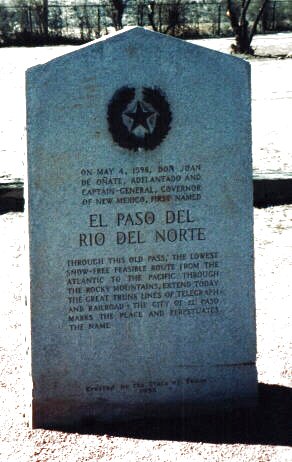 ON MAY 4, 1598, DON JUAN
DE OÑATE, ADELANTADO AND
CAPTAIN-GENERAL, GOVERNOR
OF NEW MEXICO, FIRST NAMED
EL PASO DEL
RIO DEL NORTE
THROUGH THIS OLD PASS, THE LOWEST
SNOW-FREE FEASIBLE ROUTE FROM THE
ATLANTIC TO THE PACIFIC THROUGH
THE ROCKY MOUNTAINS, EXTEND TODAY
THE GREAT TRUNK LINES OF TELEGRAPH
AND RAILROAD • THE CITY OF EL PASO
MARKS THE PLACE AND PERPETUATES
THE NAME
Erected by the State of Texas